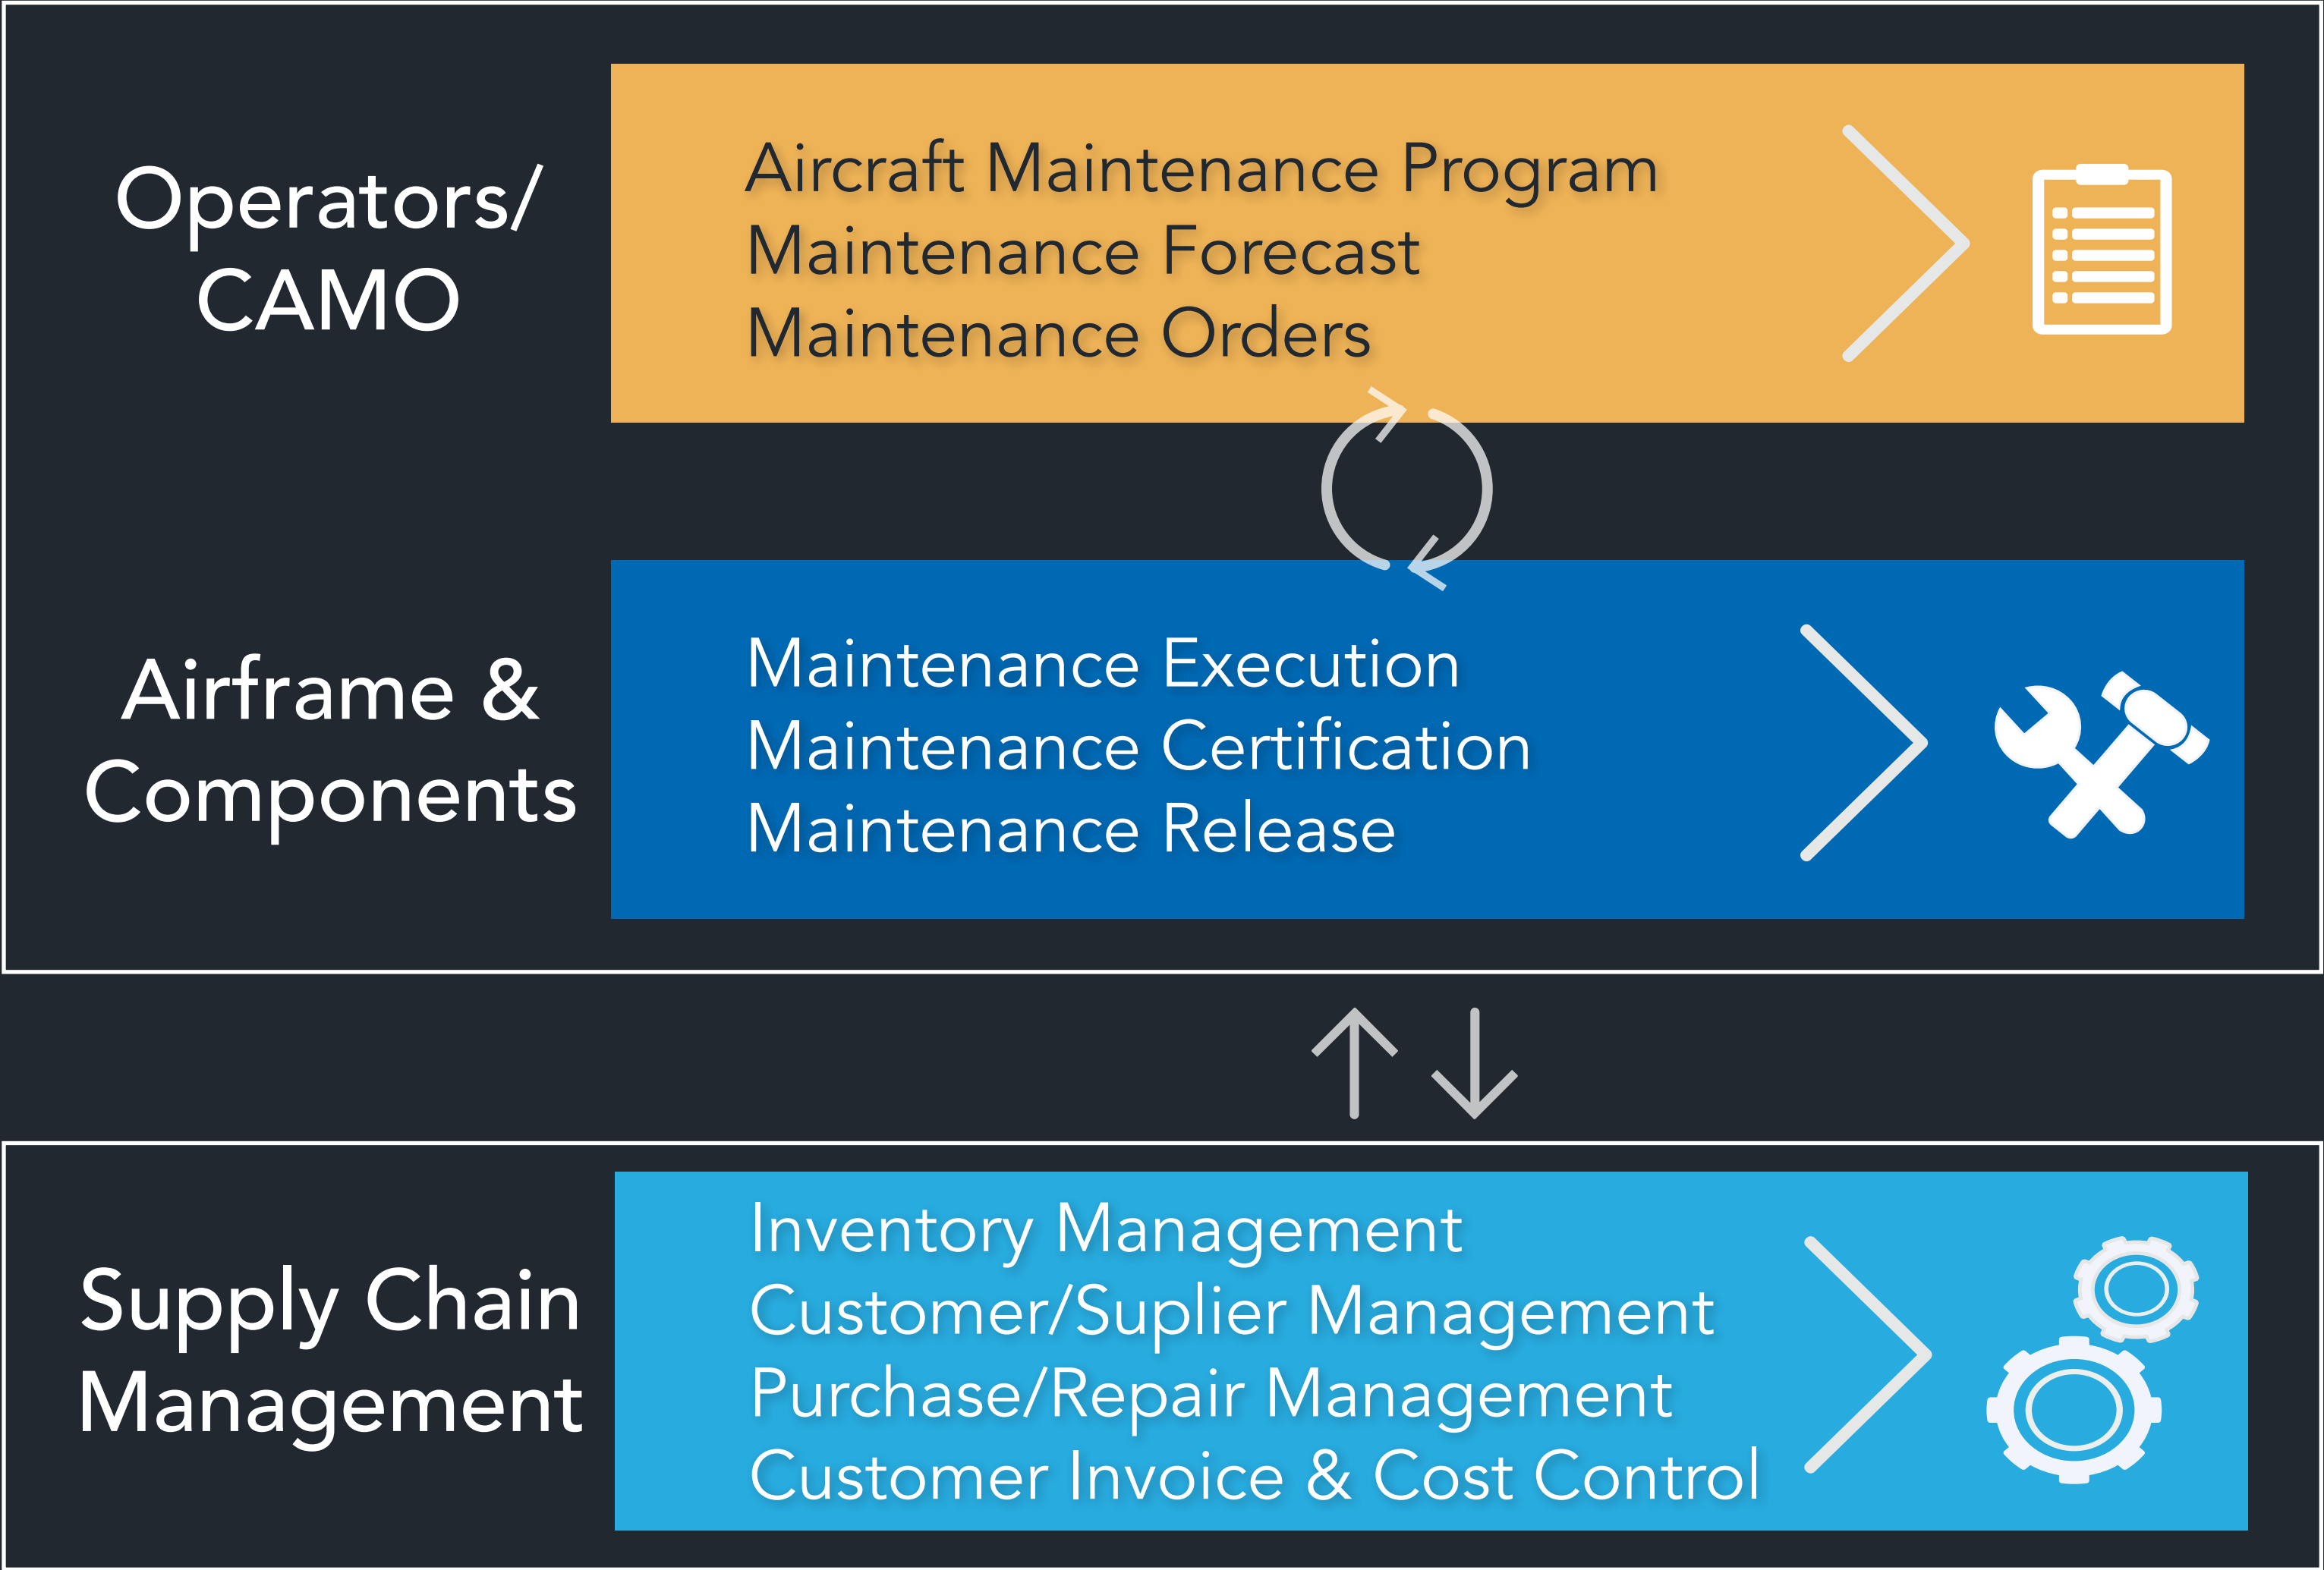 Operators/
CAMO
Aircraft Maintenance Program
Maintenance Forecast
Maintenance Orders
Airframe &
Components
Maintenance Execution
Maintenance Certification
Maintenance Release
Supply Chain
Management
Inventory Management
Customer/Suplier Management
Purchase/Repair Management
Customer Invoice & Cost Control